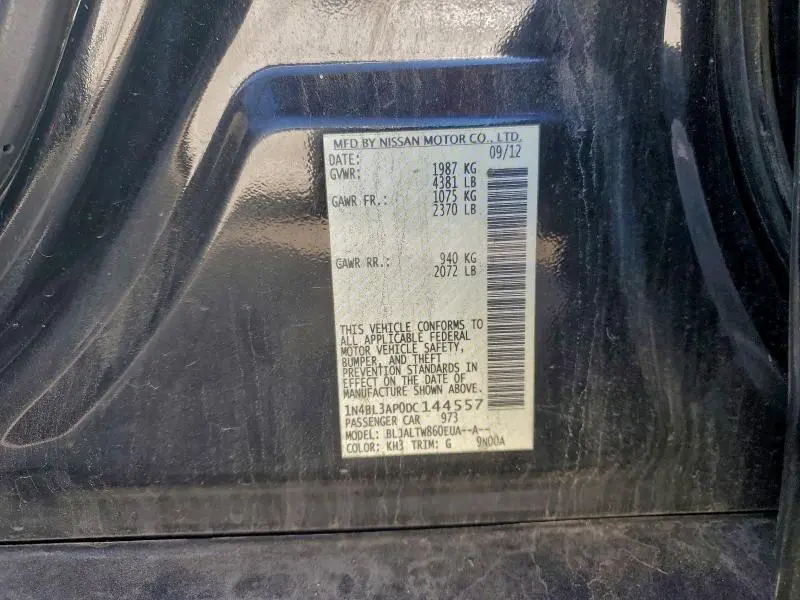 MFD BY NISSAN MOTOR CO., LTD.
DATE: 09/12
GVWR: 1987 KG
4381 LB
GAWR FR.: 1075 KG
2370 LB
GAWR RR.: 940 KG
2072 LB
THIS VEHICLE CONFORMS TO
ALL APPLICABLE FEDERAL
MOTOR VEHICLE SAFETY,
BUMPER, AND THEFT
PREVENTION STANDARDS IN
EFFECT ON THE DATE OF
MANUFACTURE SHOWN ABOVE.
1N4BL3AP0DC144557
PASSENGER CAR 973
MODEL: BLJALTW860EUA--A--
COLOR: KH3 TRIM: G 9N00A